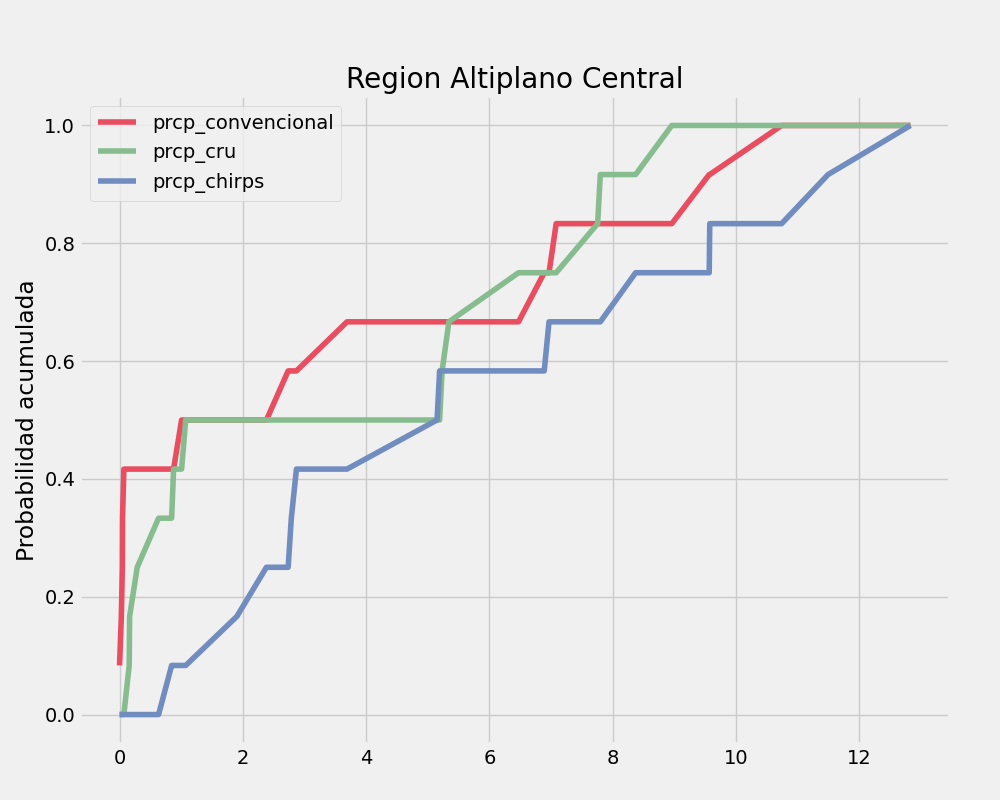 Region Altiplano Central
prcp_convencional
prcp_cru
prcp_chirps
Probabilidad acumulada
1.0
0.8
0.6
0.4
0.2
0.0
0 2 4 6 8 10 12